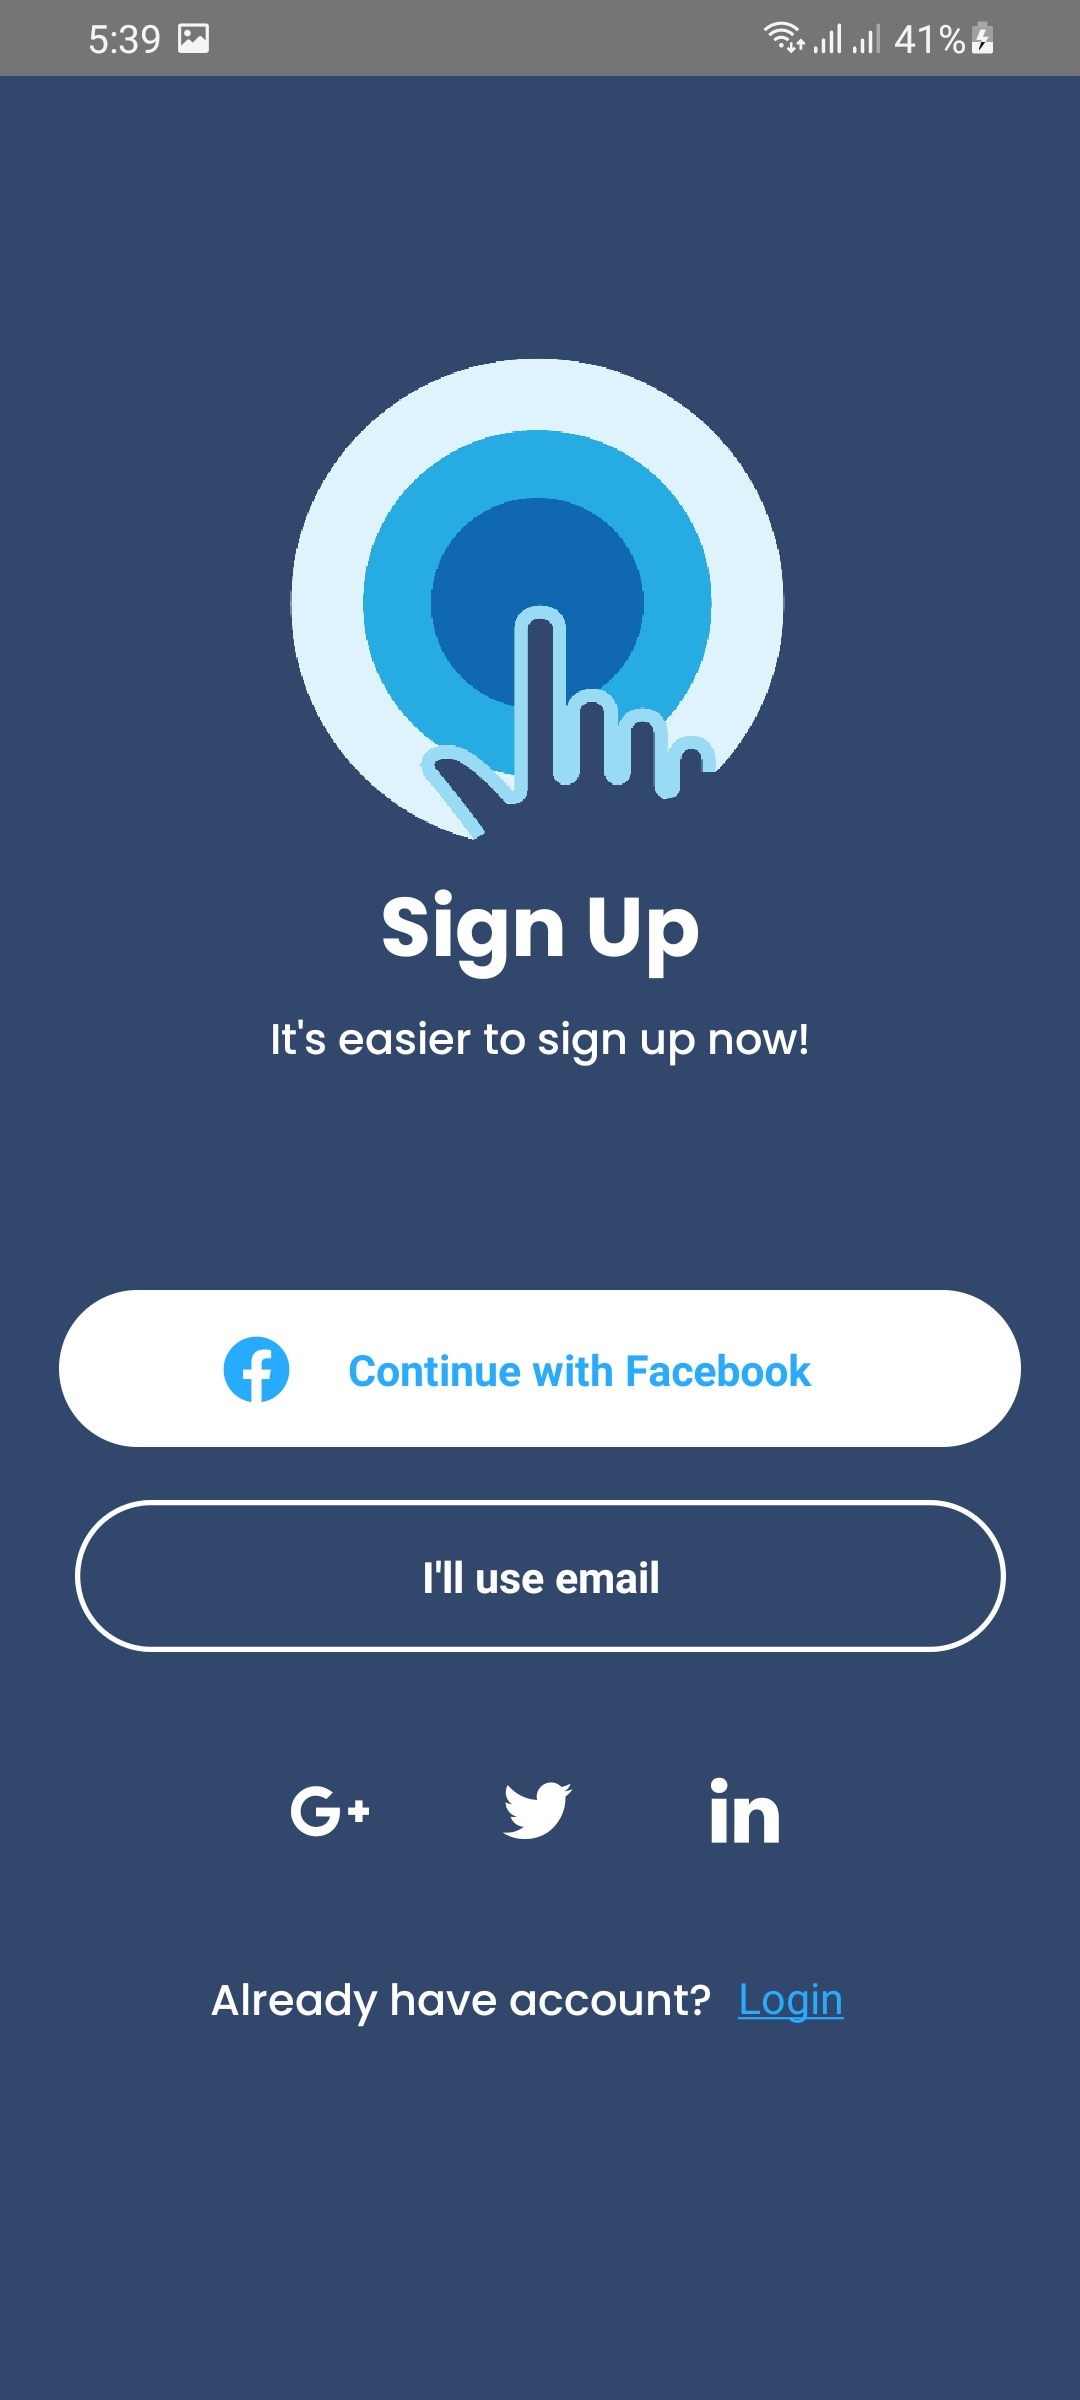 5:39 41%
Sign Up
It's easier to sign up now!
Continue with Facebook
I'll use email
G+ in
Already have account? Login